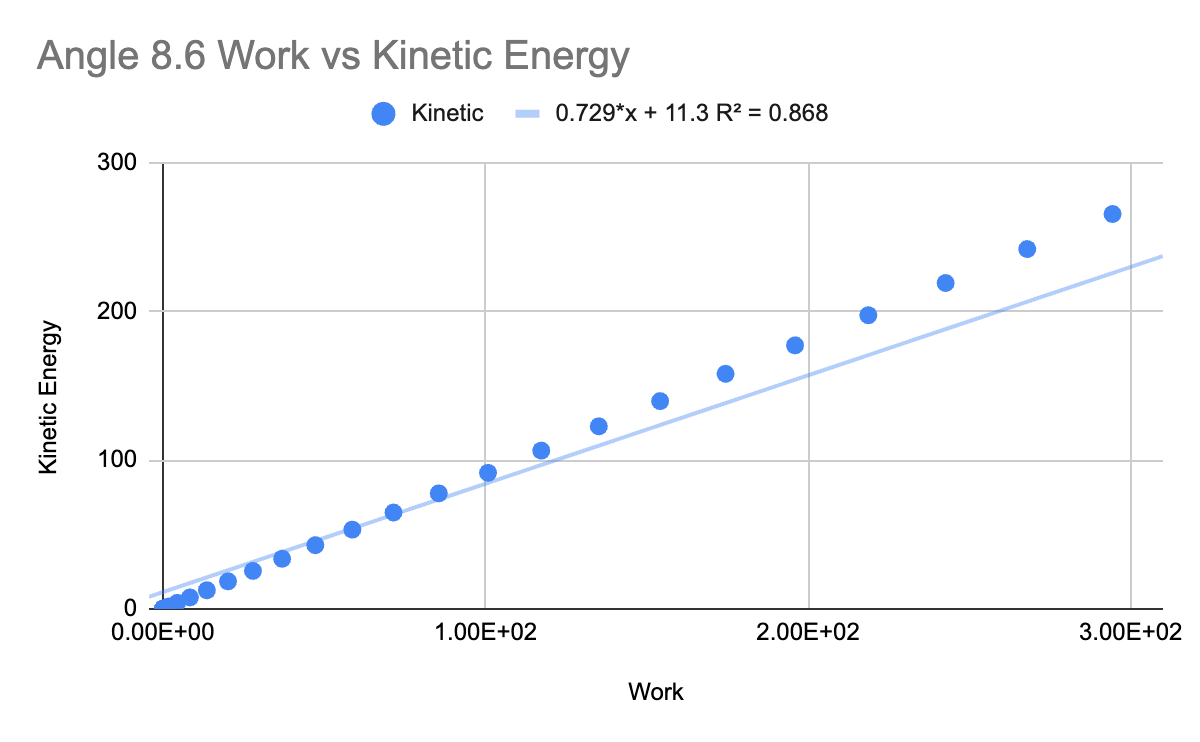 Angle 8.6 Work vs Kinetic Energy
Kinetic
0.729*x + 11.3 R² = 0.868
300
200
100
0
Kinetic Energy
0.00E+00
1.00E+02
2.00E+02
3.00E+02
Work